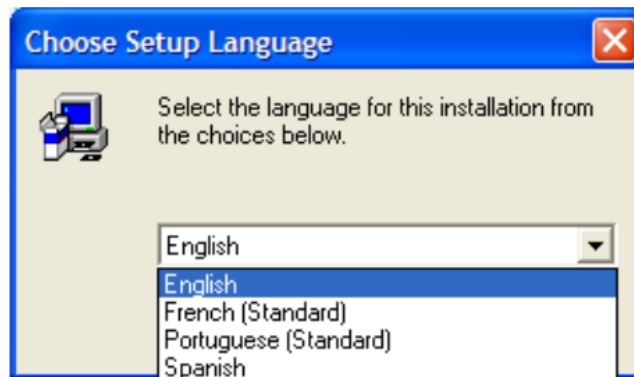 Choose Setup Language
Select the language for this installation from
the choices below.
English
English
French (Standard)
Portuguese (Standard)
Spanish